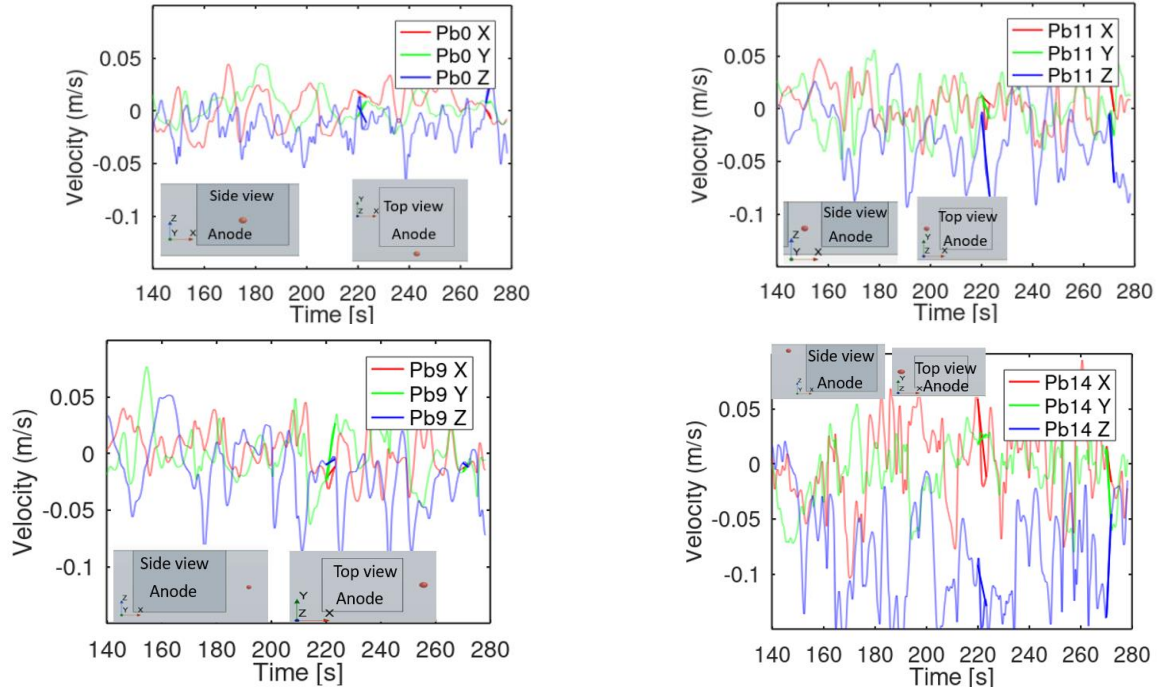 Pb0 X
Pb0 Y
Pb0 Z
Velocity (m/s)
0.05
0
-0.05
-0.1
Side view
Anode
Z
Y
X
Top view
Anode
Y
Z
X
140 160 180 200 220 240 260 280
Time [s]
Pb11 X
Pb11 Y
Pb11 Z
Velocity (m/s)
0.05
0
-0.05
-0.1
Side view
Anode
Z
Y
X
Top view
Anode
Y
Z
X
140 160 180 200 220 240 260 280
Time [s]
Pb9 X
Pb9 Y
Pb9 Z
Velocity (m/s)
0.05
0
-0.05
-0.1
Side view
Anode
Z
Y
X
Top view
Anode
Y
Z
X
140 160 180 200 220 240 260 280
Time [s]
Side view
Anode
Z
Y
X
Top view
Anode
Y
Z
X
Pb14 X
Pb14 Y
Pb14 Z
Velocity (m/s)
0.05
0
-0.05
-0.1
140 160 180 200 220 240 260 280
Time [s]